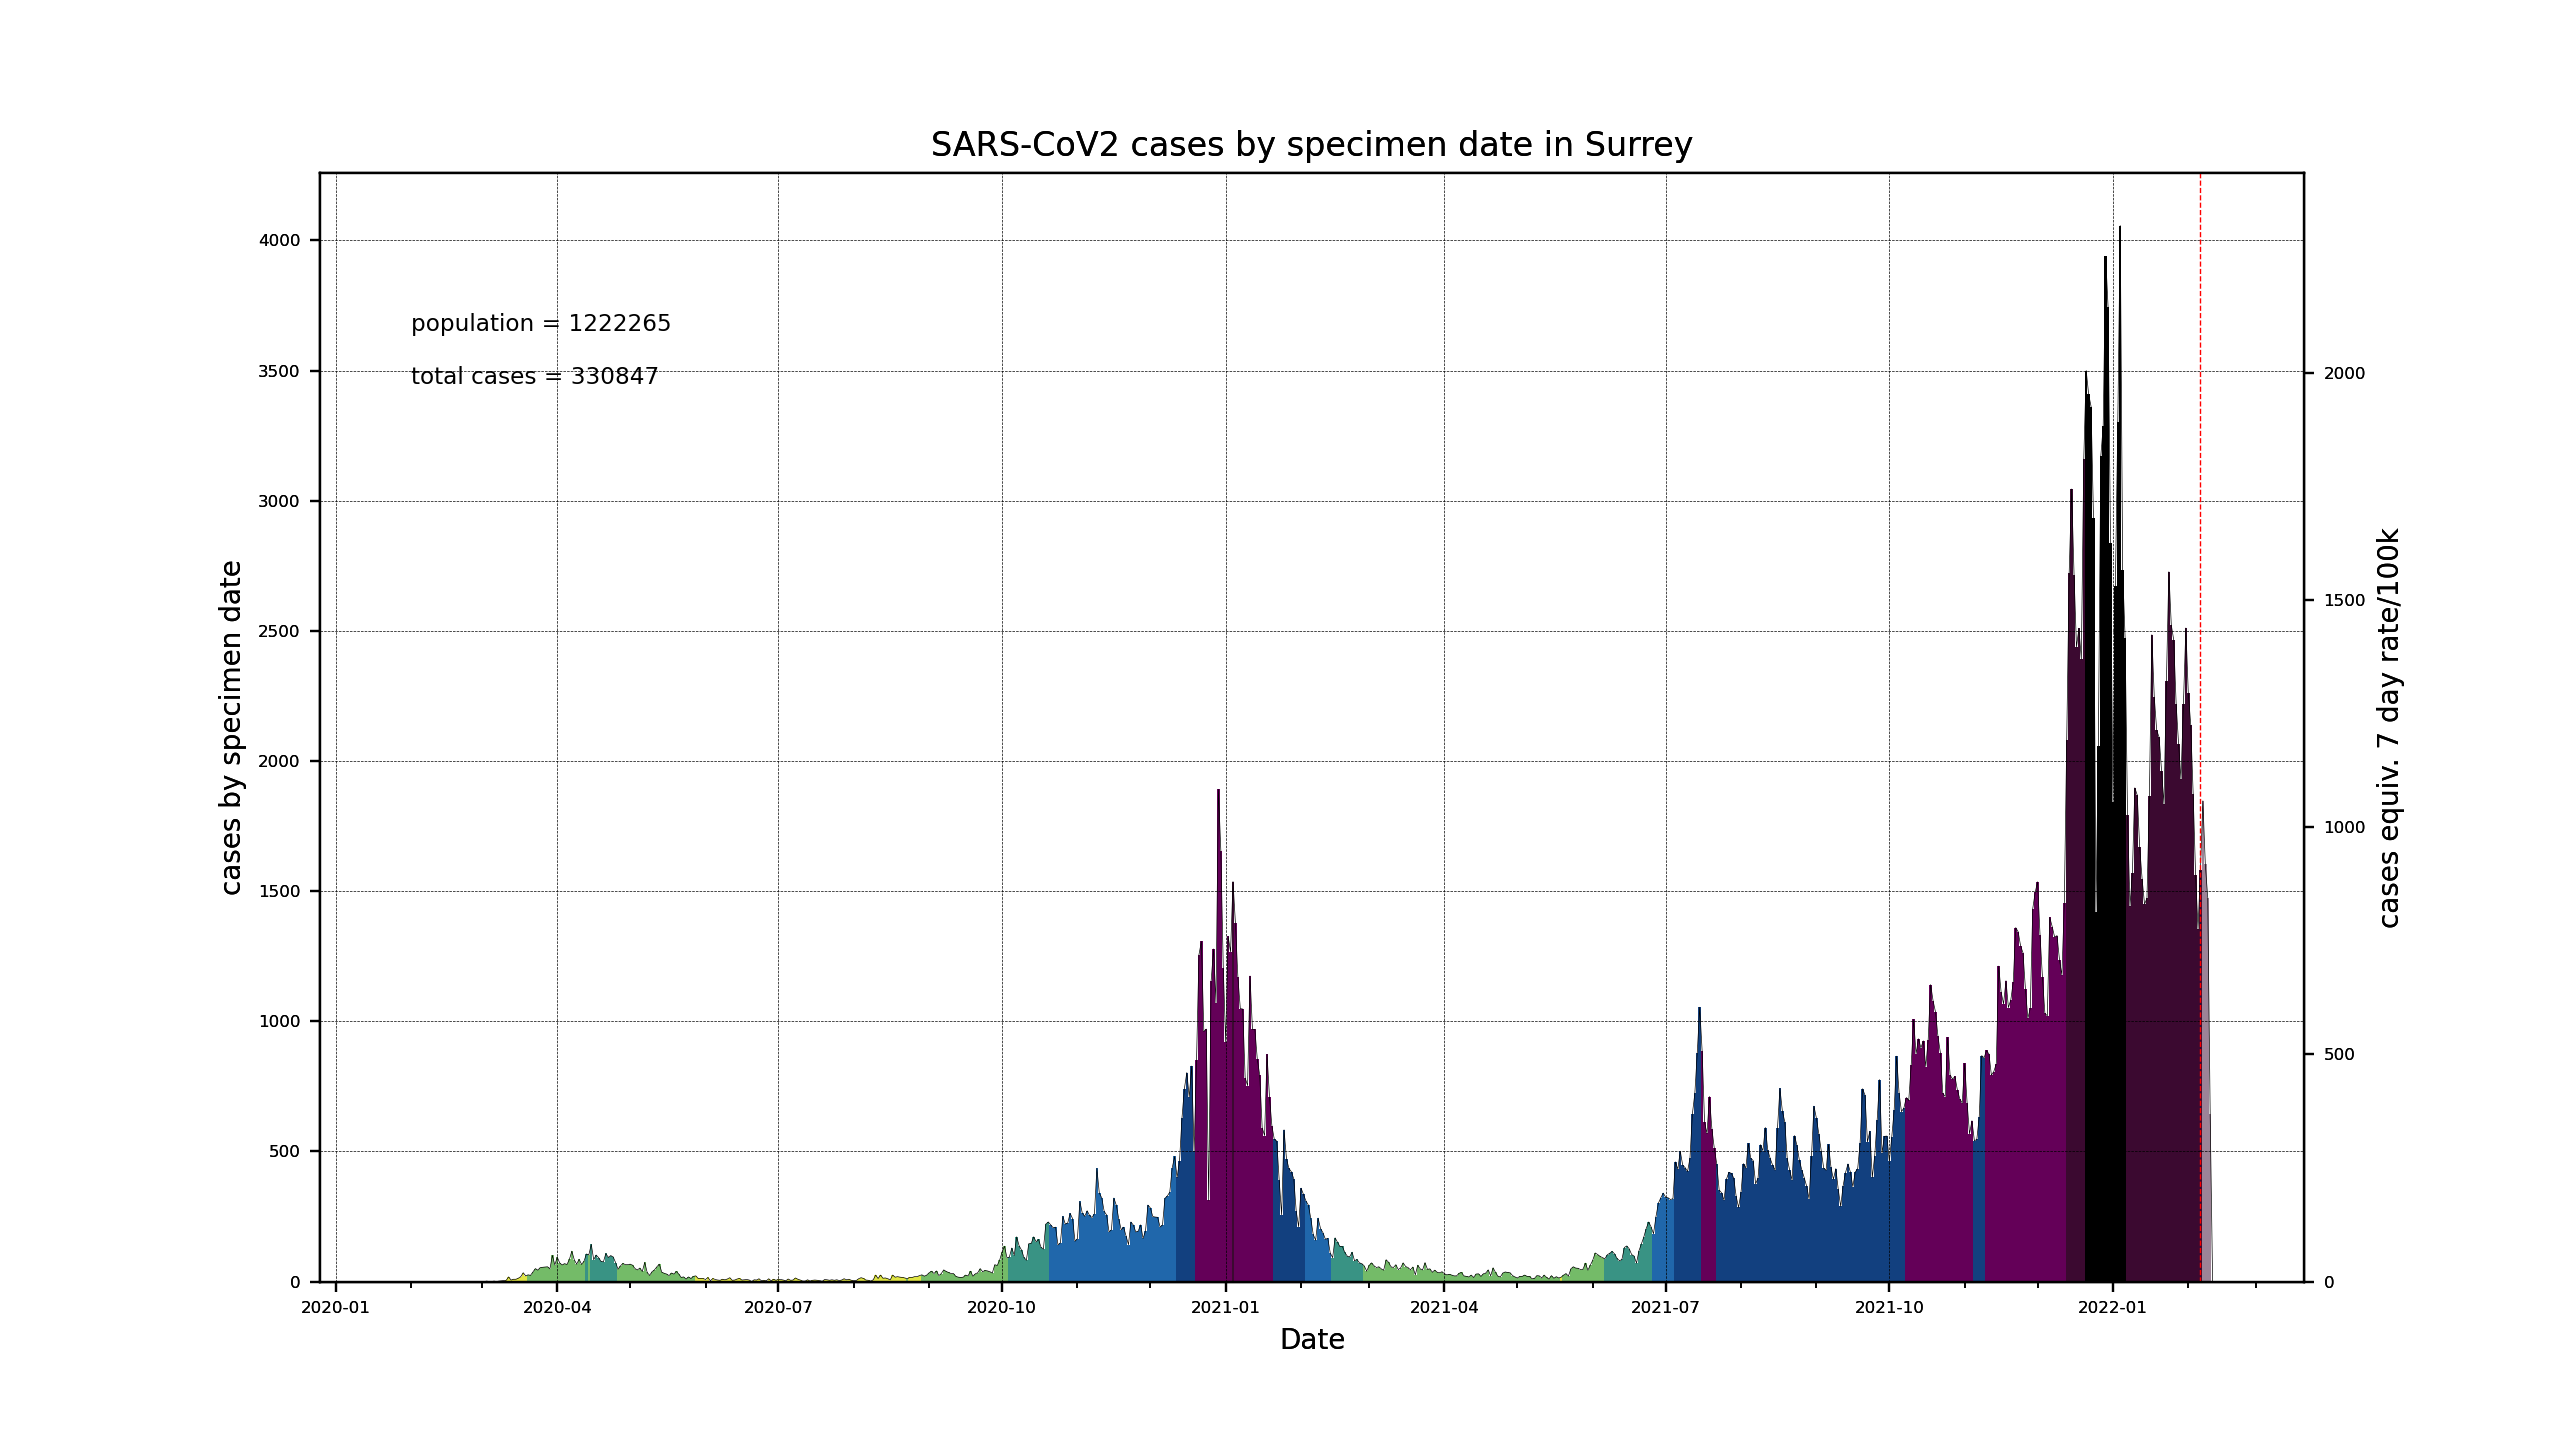 SARS-CoV2 cases by specimen date in Surrey
population = 1222265
total cases = 330847
cases by specimen date
4000
3500
3000
2500
2000
1500
1000
500
0
2000
1500
1000
500
0
cases equiv. 7 day rate/100k
2020-01 2020-04 2020-07 2020-10 2021-01 2021-04 2021-07 2021-10 2022-01
Date